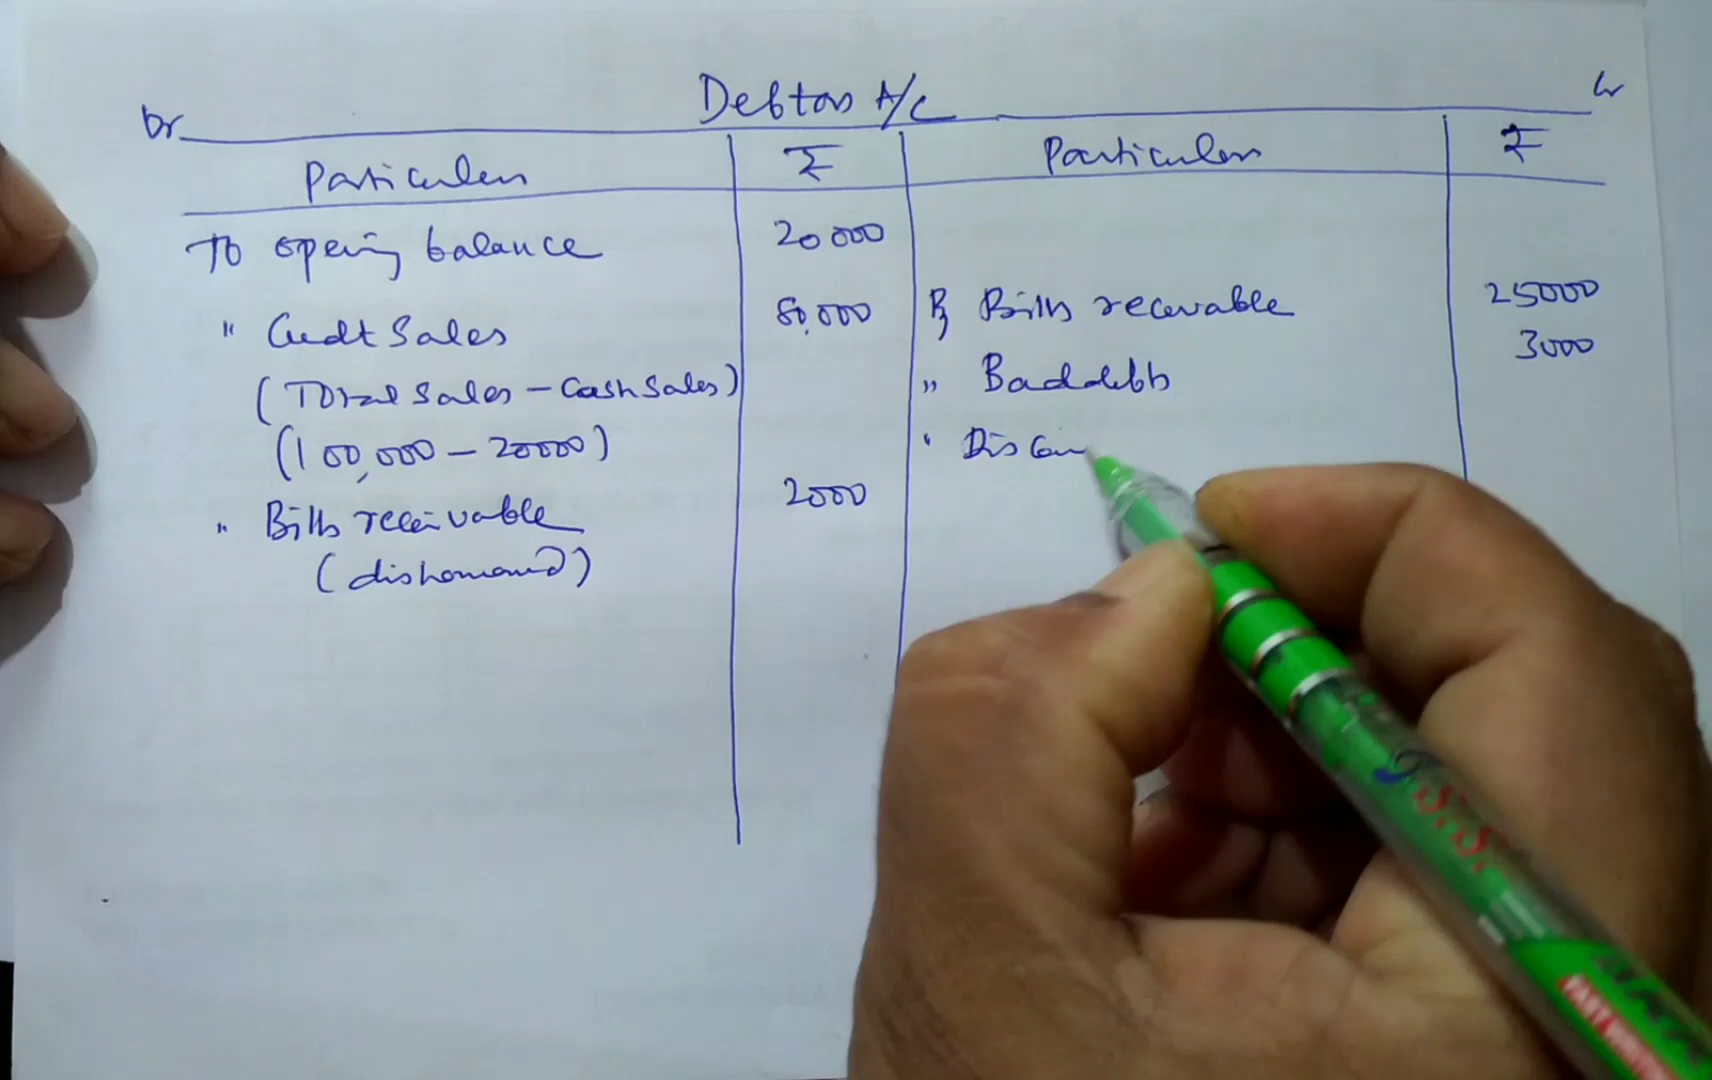 Debtors A/C
Dr
Cr
Particulars ₹ Particulars ₹
To opening balance 20000
" Credit Sales 80,000
(Total Sales - Cash Sales)
(100,000 - 20000)
" Bills receivable 2000
(dishonoured)
By Bills receivable 25000
" Bad debts 3000
" Discoun